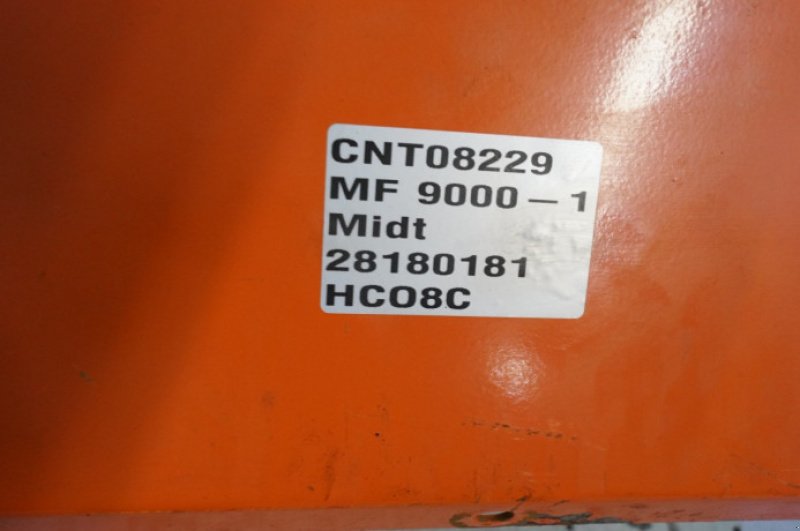 CNT08229
MF 9000-1
Midt
28180181
HC08C